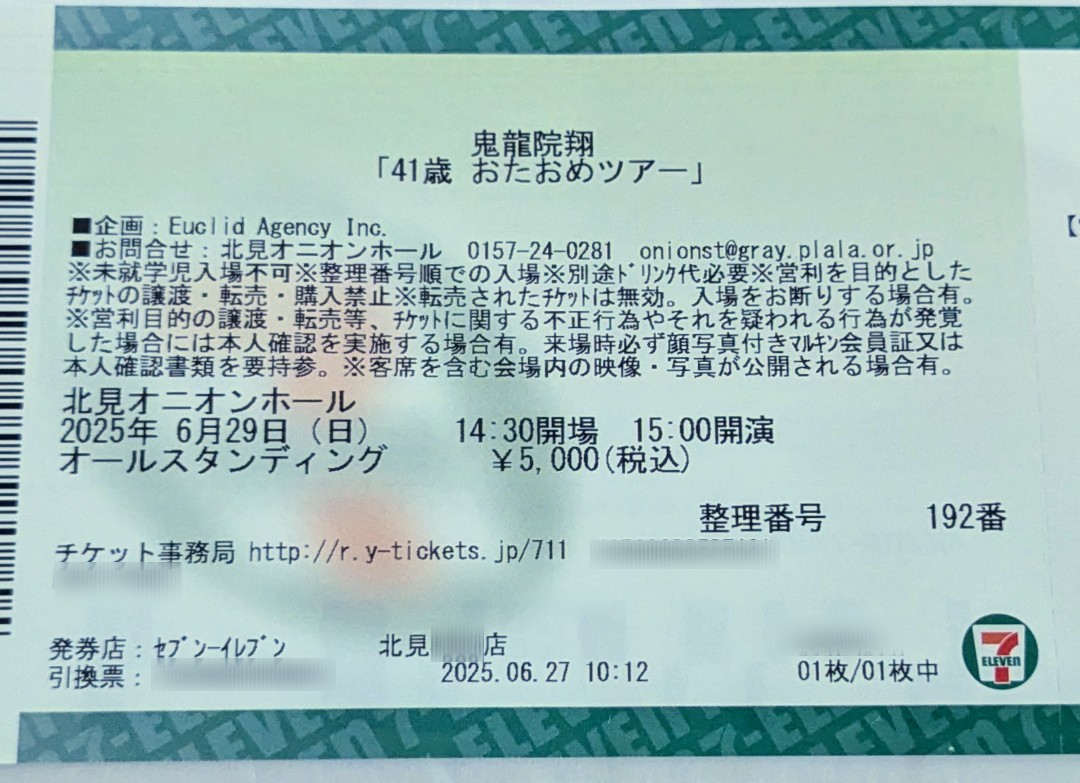 鬼龍院翔
「41歳 おたおめツアー」
■企画：Euclid Agency Inc.
■お問合せ：北見オニオンホール 0157-24-0281 onionst@gray.plala.or.jp
※未就学児入場不可※整理番号順での入場※別途ﾄﾞﾘﾝｸ代必要※営利を目的とした
ﾁｹｯﾄの譲渡・転売・購入禁止※転売されたﾁｹｯﾄは無効。入場をお断りする場合有。
※営利目的の譲渡・転売等、ﾁｹｯﾄに関する不正行為やそれを疑われる行為が発覚
した場合には本人確認を実施する場合有。来場時必ず顔写真付きﾏﾙｷﾝ会員証又は
本人確認書類を要持参。※客席を含む会場内の映像・写真が公開される場合有。
北見オニオンホール
2025年 6月29日（日） 14:30開場 15:00開演
オールスタンディング ￥5,000(税込)
整理番号 192番
チケット事務局 http://r.y-tickets.jp/711
発券店：ｾﾌﾞﾝ-ｲﾚﾌﾞﾝ 北見 店
引換票： 2025.06.27 10:12 01枚/01枚中
7 ELEVEN